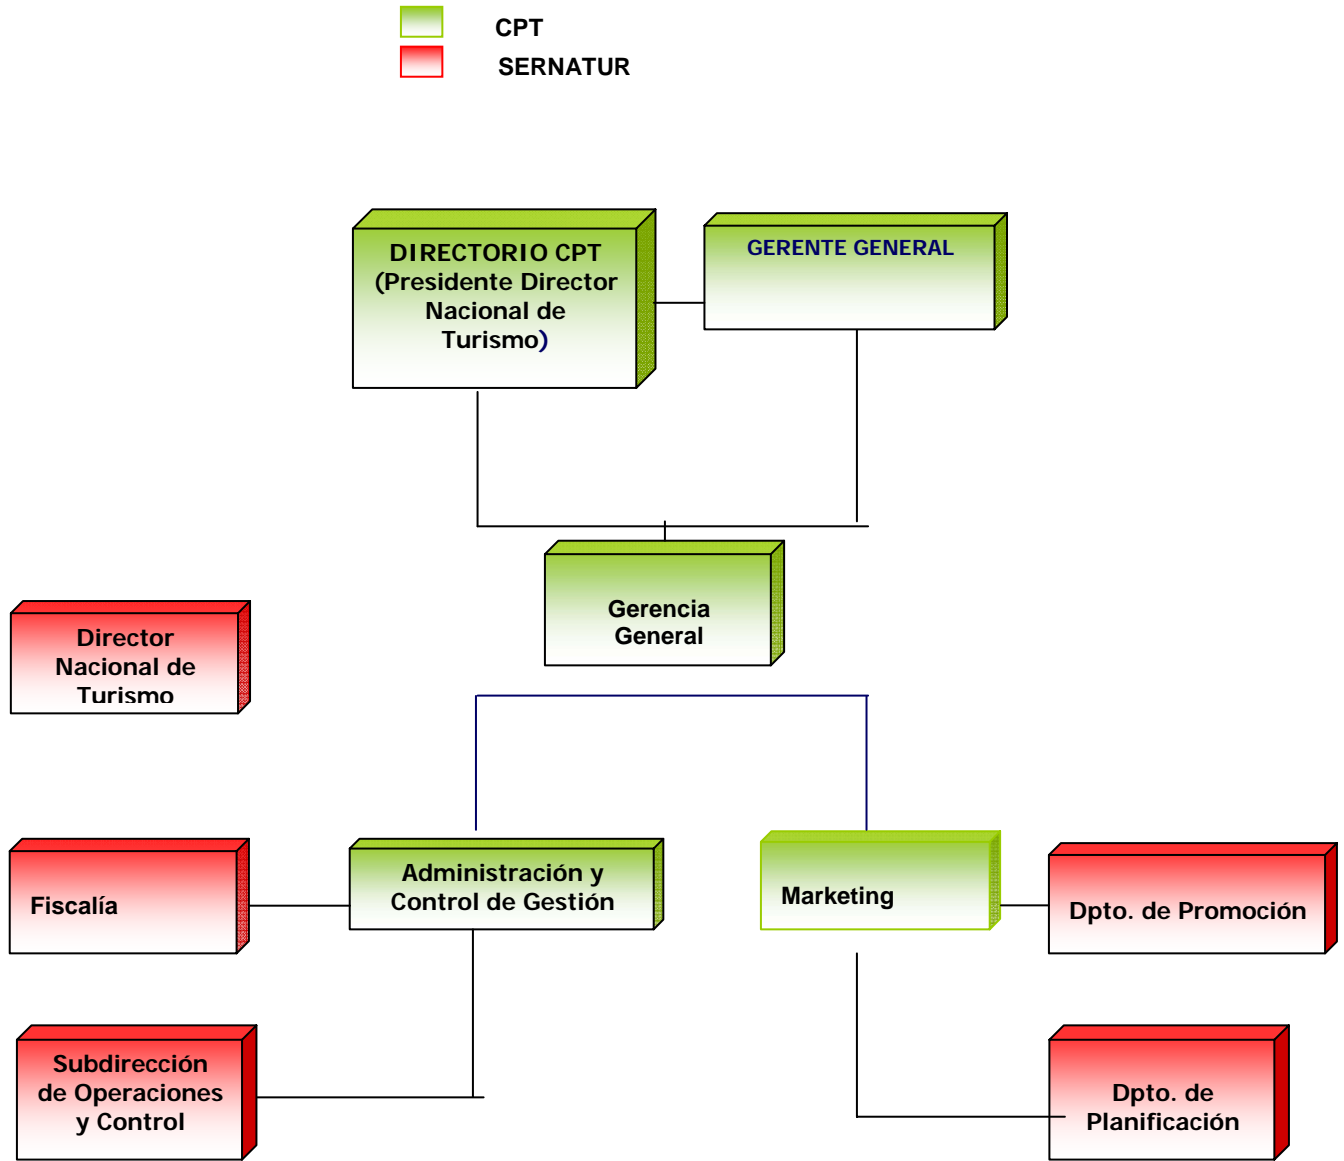 CPT
SERNATUR
DIRECTORIO CPT
(Presidente Director
Nacional de
Turismo)
GERENTE GENERAL
Gerencia
General
Director
Nacional de
Turismo
Fiscalía
Administración y
Control de Gestión
Marketing
Dpto. de Promoción
Subdirección
de Operaciones
y Control
Dpto. de
Planificación